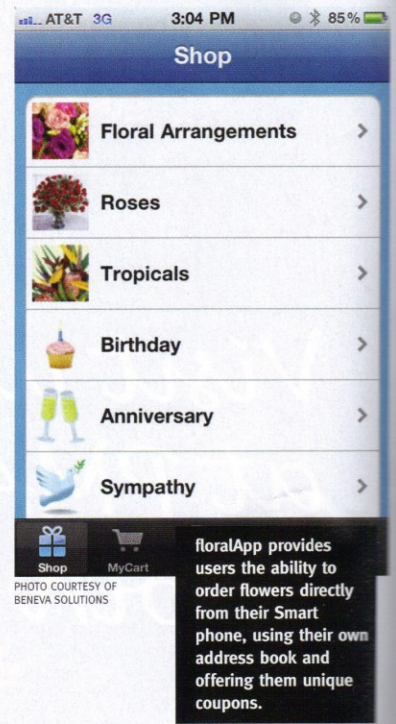 AT&T 3G 3:04 PM 85%
Shop
Floral Arrangements
Roses
Tropicals
Birthday
Anniversary
Sympathy
Shop MyCart
PHOTO COURTESY OF
BENEVA SOLUTIONS
floralApp provides
users the ability to
order flowers directly
from their Smart
phone, using their own
address book and
offering them unique
coupons.